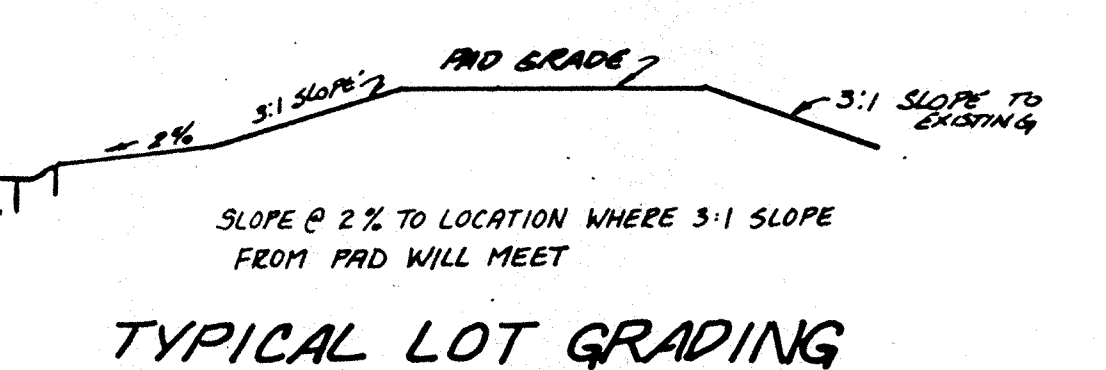 PAD GRADE
3:1 SLOPE
3:1 SLOPE TO
EXISTING
2%
SLOPE @ 2% TO LOCATION WHERE 3:1 SLOPE
FROM PAD WILL MEET
TYPICAL LOT GRADING